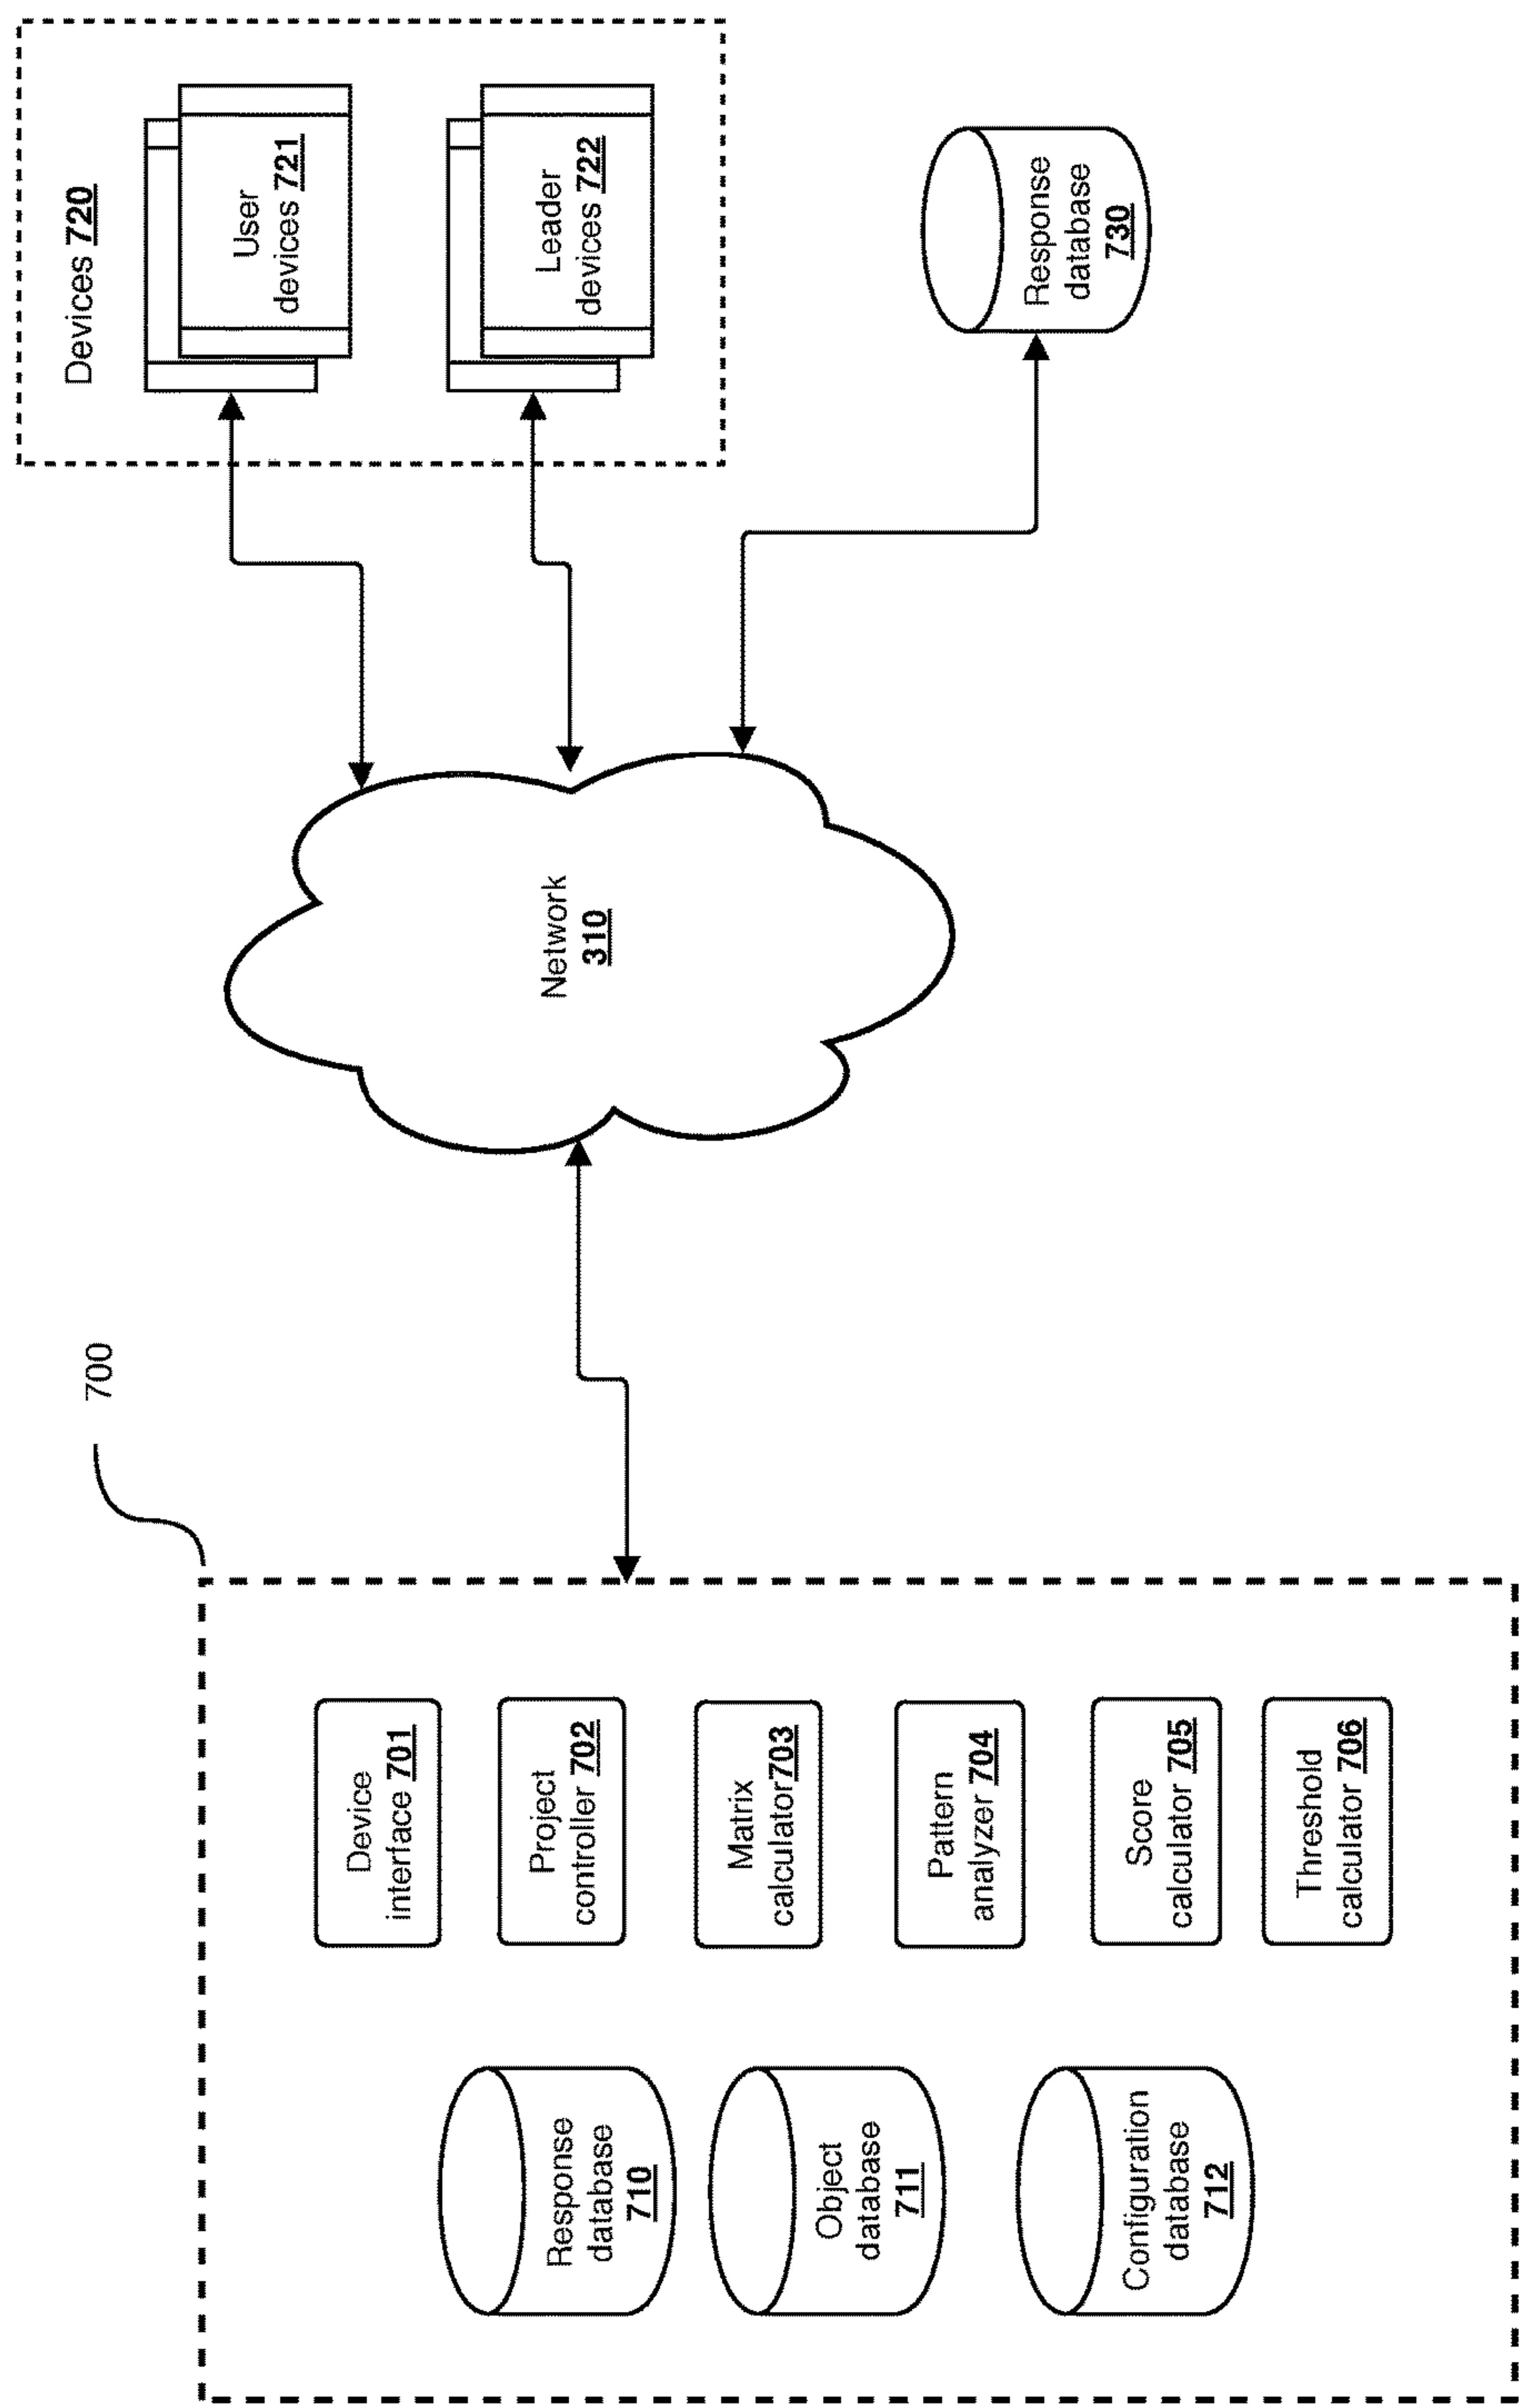 700
Response
database
710
Object
database
711
Configuration
database
712
Device
interface 701
Project
controller 702
Matrix
calculator703
Pattern
analyzer 704
Score
calculator 705
Threshold
calculator 706
Network
310
Devices 720
User
devices 721
Leader
devices 722
Response
database
730